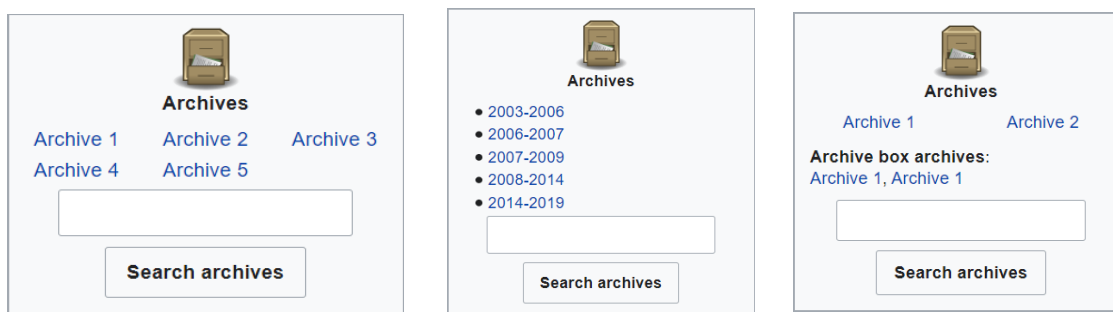 Archives
Archive 1 Archive 2 Archive 3
Archive 4 Archive 5
Search archives
Archives
2003-2006
2006-2007
2007-2009
2008-2014
2014-2019
Search archives
Archives
Archive 1 Archive 2
Archive box archives:
Archive 1, Archive 1
Search archives